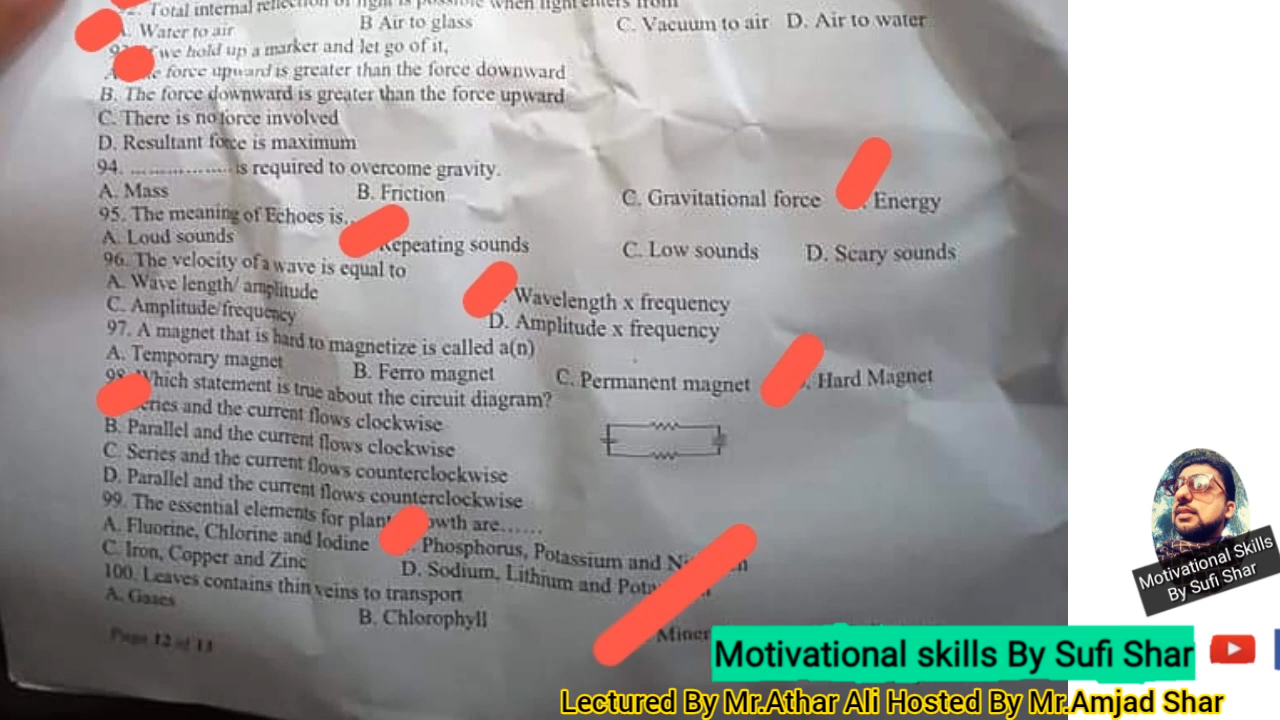 Total internal reflection of light is possible when light enters from
Water to air B Air to glass C. Vacuum to air D. Air to water
we hold up a marker and let go of it,
force upward is greater than the force downward
B. The force downward is greater than the force upward
C. There is no force involved
D. Resultant force is maximum
94. .................. is required to overcome gravity.
A. Mass B. Friction C. Gravitational force Energy
95. The meaning of Echoes is..
A. Loud sounds Repeating sounds C. Low sounds D. Scary sounds
96. The velocity of a wave is equal to
A. Wave length/ amplitude Wavelength x frequency
C. Amplitude/frequency D. Amplitude x frequency
97. A magnet that is hard to magnetize is called a(n)
A. Temporary magnet B. Ferro magnet C. Permanent magnet . Hard Magnet
98. Which statement is true about the circuit diagram?
eries and the current flows clockwise
B. Parallel and the current flows clockwise
C. Series and the current flows counterclockwise
D. Parallel and the current flows counterclockwise
99. The essential elements for plant owth are......
A. Fluorine, Chlorine and Iodine . Phosphorus, Potassium and Ni n
C. Iron, Copper and Zinc D. Sodium, Lithium and Pota
100. Leaves contains thin veins to transport
A. Gases B. Chlorophyll Miner
Page 12 of 13
Motivational Skills
By Sufi Shar
Motivational skills By Sufi Shar
Lectured By Mr.Athar Ali Hosted By Mr.Amjad Shar